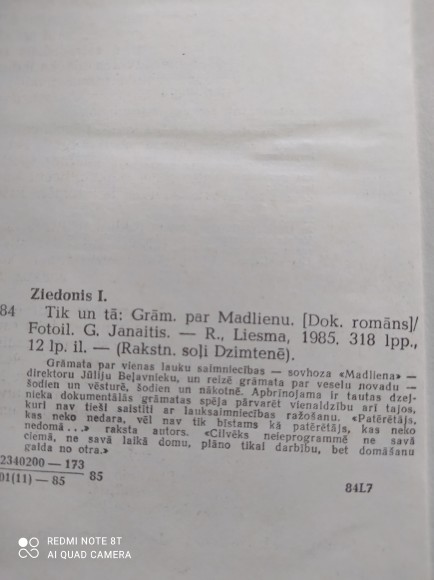 Ziedonis I.
84 Tik un tā: Grām. par Madlienu. [Dok. romāns]/
Fotoil. G. Janaitis. — R., Liesma, 1985. 318 lpp.,
12 lp. il. — (Rakstn. soļi Dzimtenē).
Grāmata par vienas lauku saimniecības — sovhoza «Madliena» —
direktoru Jūliju Beļavnieku, un reizē grāmata par veselu novadu —
šodien un vēsturē, šodien un nākotnē. Apbrīnojama ir tautas dzej-
nieka dokumentālās grāmatas spēja pārvarēt vienaldzību arī tajos,
kuri nav tieši saistīti ar lauksaimniecības ražošanu. «Patērētājs,
kas neko nedara, vēl nav tik bīstams kā patērētājs, kas neko
nedomā...» raksta autors. «Cilvēks neieprogrammē ne savā
ciemā, ne savā laikā domu, plāno tikai darbību, bet domāšanu
gaida no otra.»
2340200 — 173
01(11) — 85
85
84L7
REDMI NOTE 8T
AI QUAD CAMERA